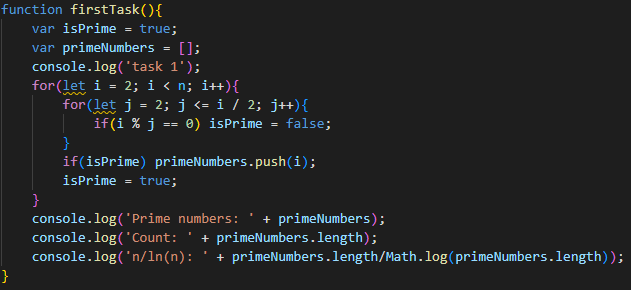 function firstTask(){
    var isPrime = true;
    var primeNumbers = [];
    console.log('task 1');
    for(let i = 2; i < n; i++){
        for(let j = 2; j <= i / 2; j++){
            if(i % j == 0) isPrime = false;
        }
        if(isPrime) primeNumbers.push(i);
        isPrime = true;
    }
    console.log('Prime numbers: ' + primeNumbers);
    console.log('Count: ' + primeNumbers.length);
    console.log('n/ln(n): ' + primeNumbers.length/Math.log(primeNumbers.length));
}